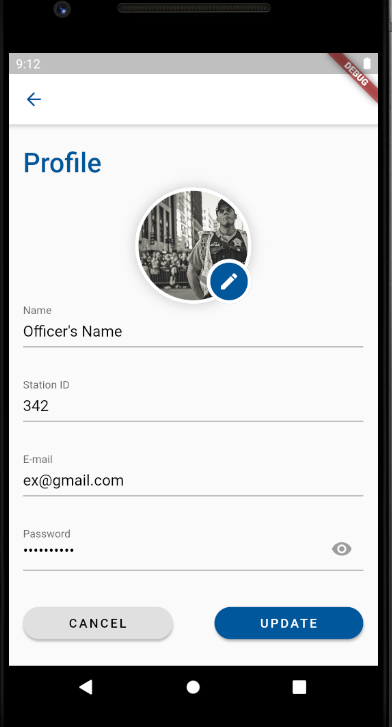 9:12
DEBUG
Profile
Name
Officer's Name
Station ID
342
E-mail
ex@gmail.com
Password
••••••••••
CANCEL
UPDATE